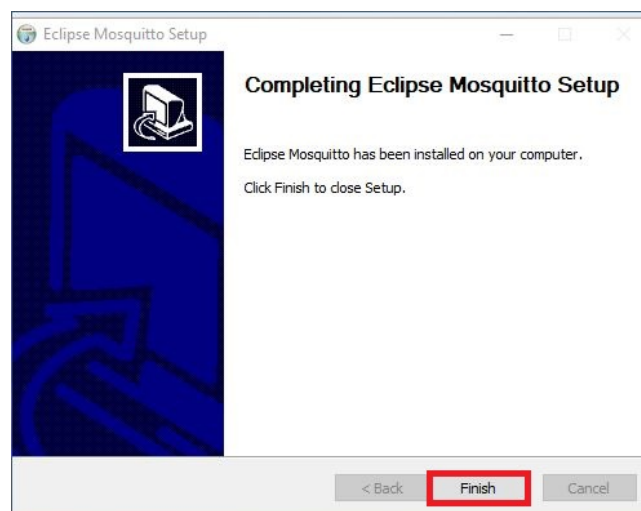 Eclipse Mosquitto Setup
Completing Eclipse Mosquitto Setup
Eclipse Mosquitto has been installed on your computer.
Click Finish to close Setup.
< Back
Finish
Cancel